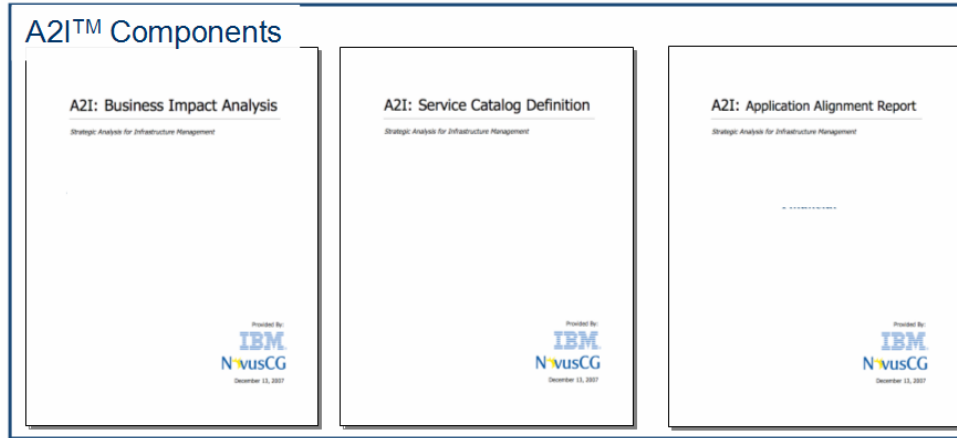 A2I™ Components
A2I: Business Impact Analysis
Strategic Analysis for Infrastructure Management
Provided By:
IBM
NovusCG
December 13, 2007
A2I: Service Catalog Definition
Strategic Analysis for Infrastructure Management
Provided By:
IBM
NovusCG
December 13, 2007
A2I: Application Alignment Report
Strategic Analysis for Infrastructure Management
Provided By:
IBM
NovusCG
December 13, 2007